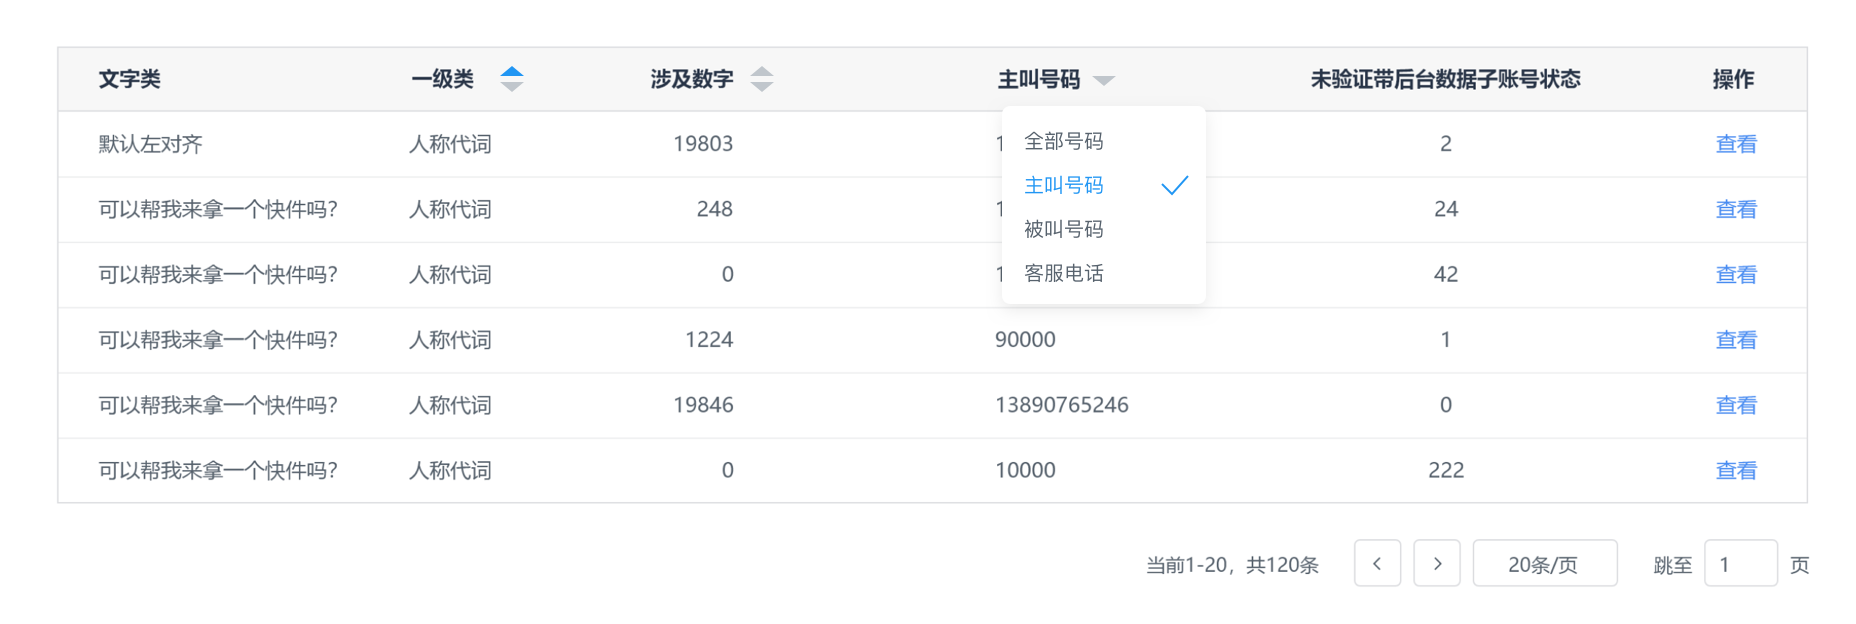 文字类 一级类 涉及数字 主叫号码 未验证带后台数据子账号状态 操作
默认左对齐 人称代词 19803 2 查看
全部号码
主叫号码
可以帮我来拿一个快件吗? 人称代词 248 24 查看
被叫号码
可以帮我来拿一个快件吗? 人称代词 0 42 查看
客服电话
可以帮我来拿一个快件吗? 人称代词 1224 90000 1 查看
可以帮我来拿一个快件吗? 人称代词 19846 13890765246 0 查看
可以帮我来拿一个快件吗? 人称代词 0 10000 222 查看
当前1-20，共120条 < > 20条/页 跳至 1 页